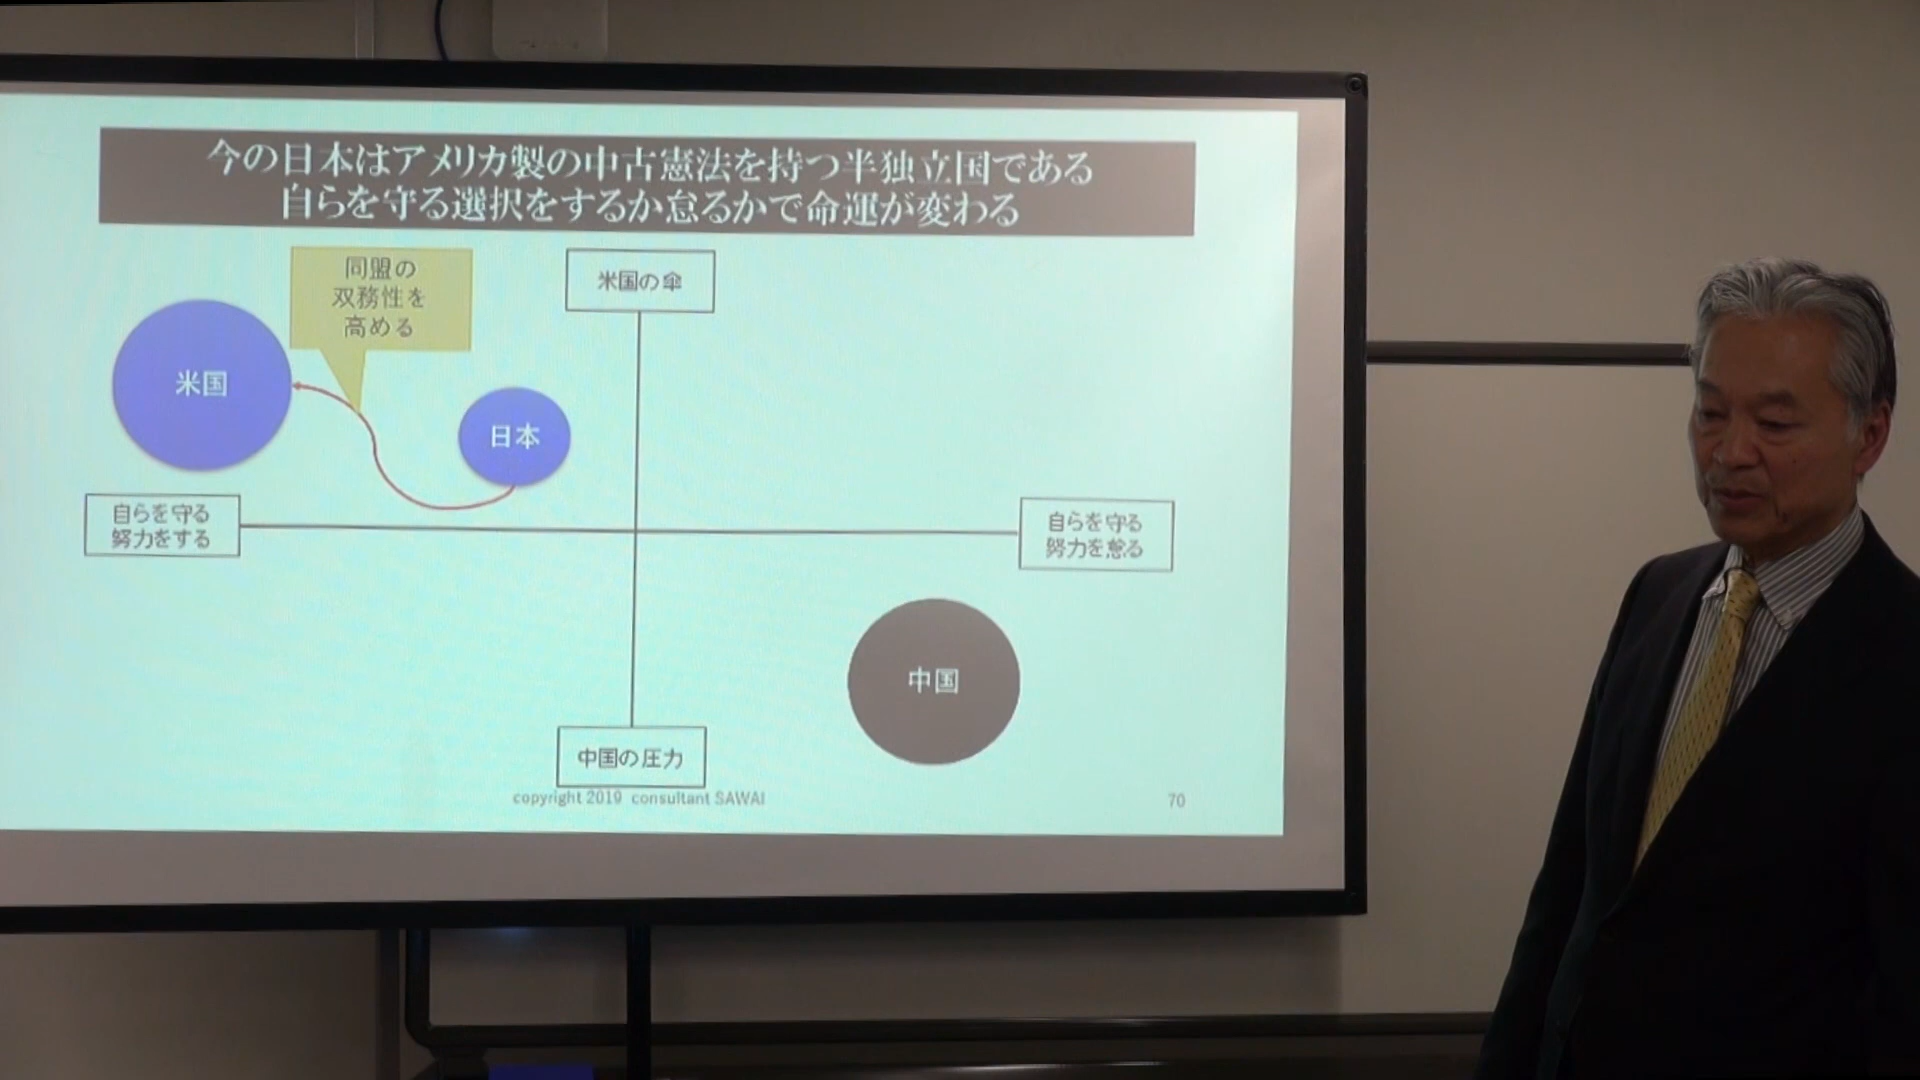 今の日本はアメリカ製の中古憲法を持つ半独立国である
自らを守る選択をするか怠るかで命運が変わる
同盟の
双務性を
高める
米国の傘
米国
日本
自らを守る
努力をする
自らを守る
努力を怠る
中国
中国の圧力
copyright 2019 consultant SAWAI
70